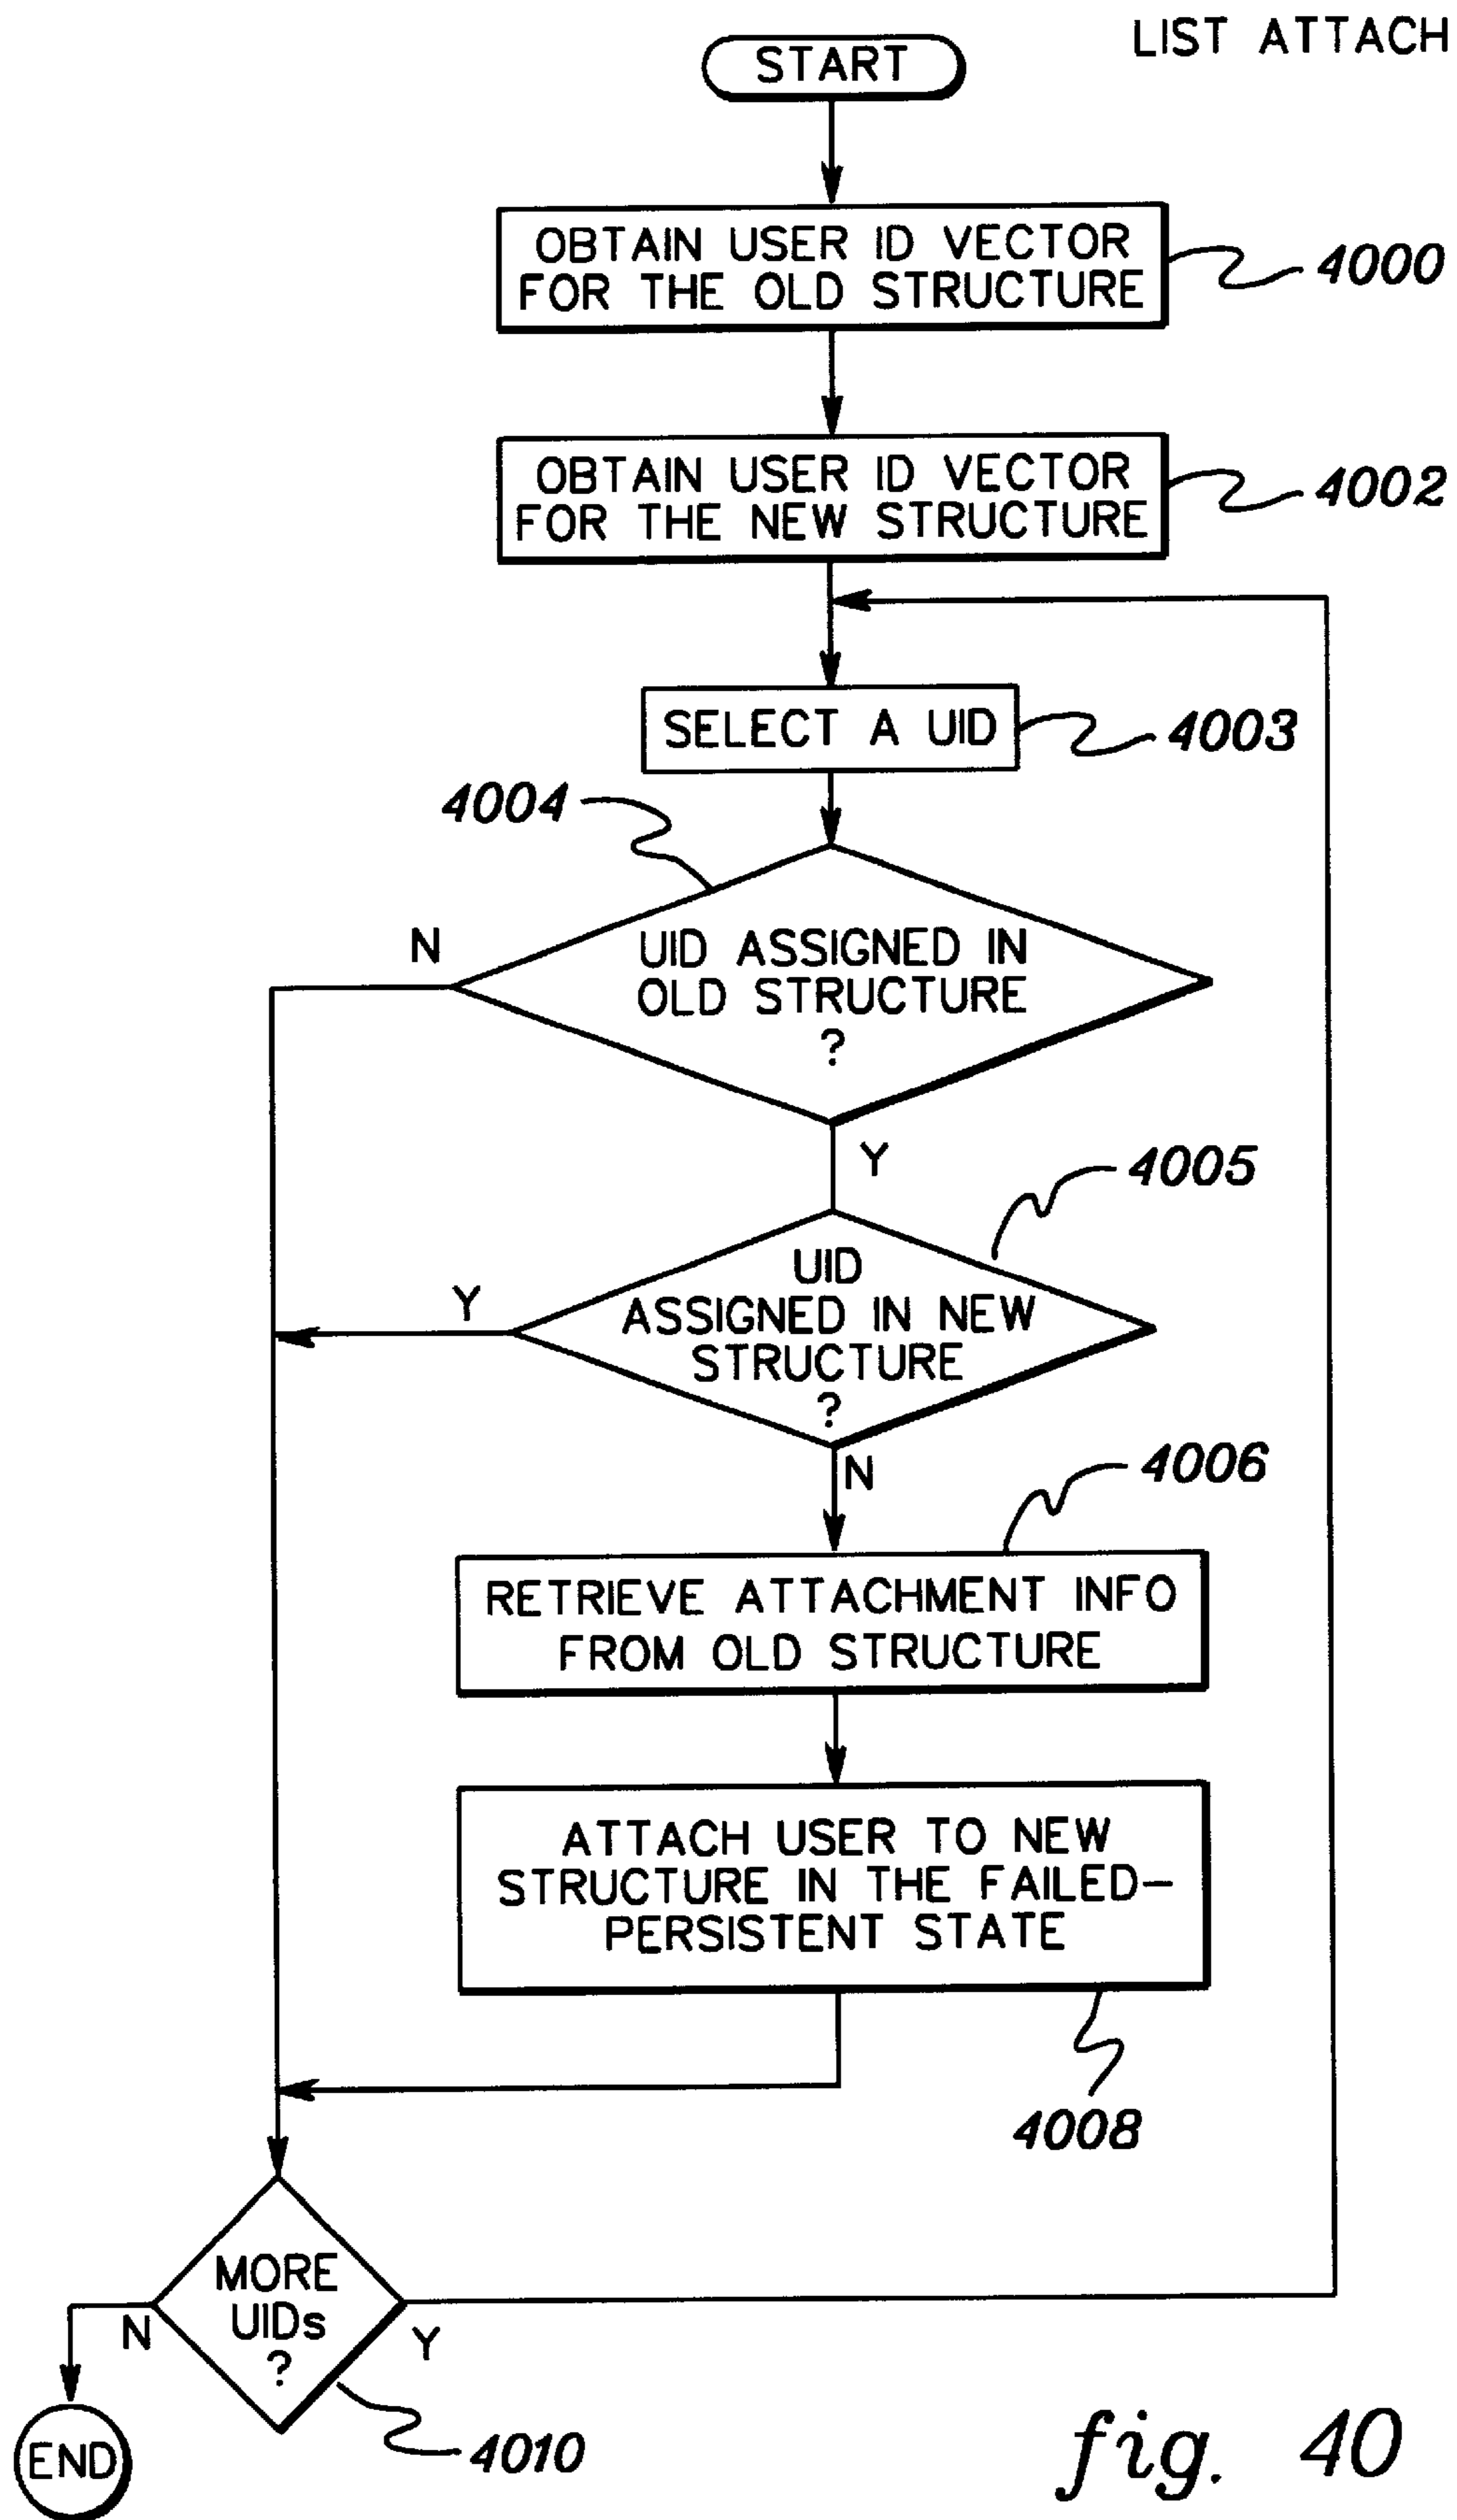 LIST ATTACH
START
OBTAIN USER ID VECTOR
FOR THE OLD STRUCTURE
4000
OBTAIN USER ID VECTOR
FOR THE NEW STRUCTURE
4002
SELECT A UID
4003
4004
N
UID ASSIGNED IN
OLD STRUCTURE
?
Y
4005
UID
ASSIGNED IN NEW
STRUCTURE
?
Y
N
4006
RETRIEVE ATTACHMENT INFO
FROM OLD STRUCTURE
ATTACH USER TO NEW
STRUCTURE IN THE FAILED-
PERSISTENT STATE
4008
MORE
UIDs
?
N
Y
4010
END
fig. 40